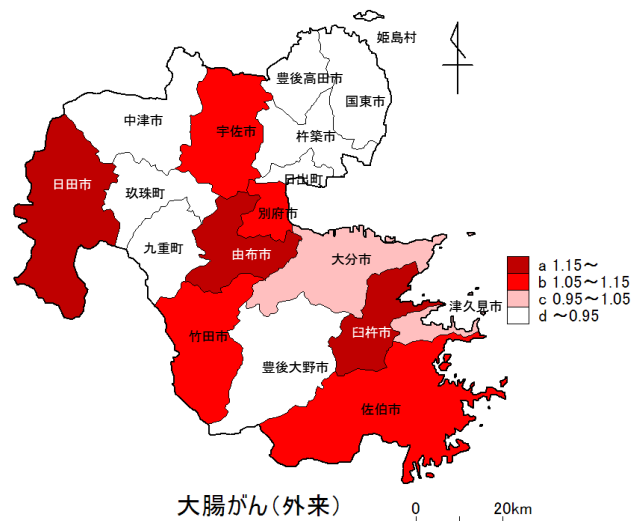 姫島村
豊後高田市
国東市
中津市
宇佐市
杵築市
日田市
日出町
玖珠町
別府市
九重町
由布市
大分市
a 1.15～
b 1.05～1.15
c 0.95～1.05
d ～0.95
津久見市
竹田市
臼杵市
豊後大野市
佐伯市
大腸がん（外来）
0 20km